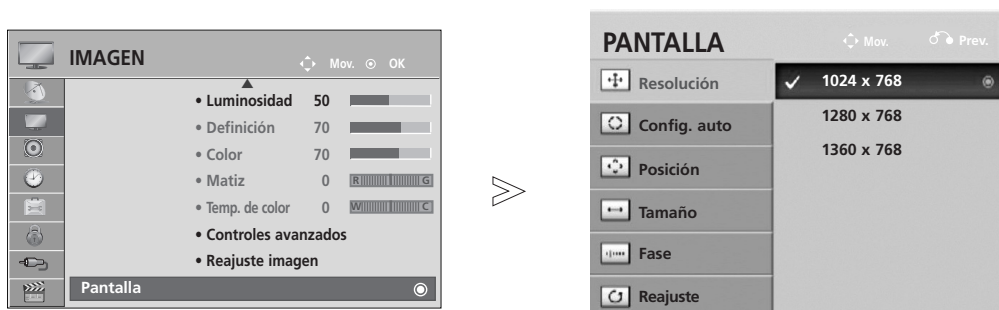 IMAGEN
Mov. OK
• Luminosidad 50
• Definición 70
• Color 70
• Matiz 0 R G
• Temp. de color 0 W C
• Controles avanzados
• Reajuste imagen
Pantalla
PANTALLA
Mov. Prev.
Resolución
Config. auto
Posición
Tamaño
Fase
Reajuste
1024 x 768
1280 x 768
1360 x 768